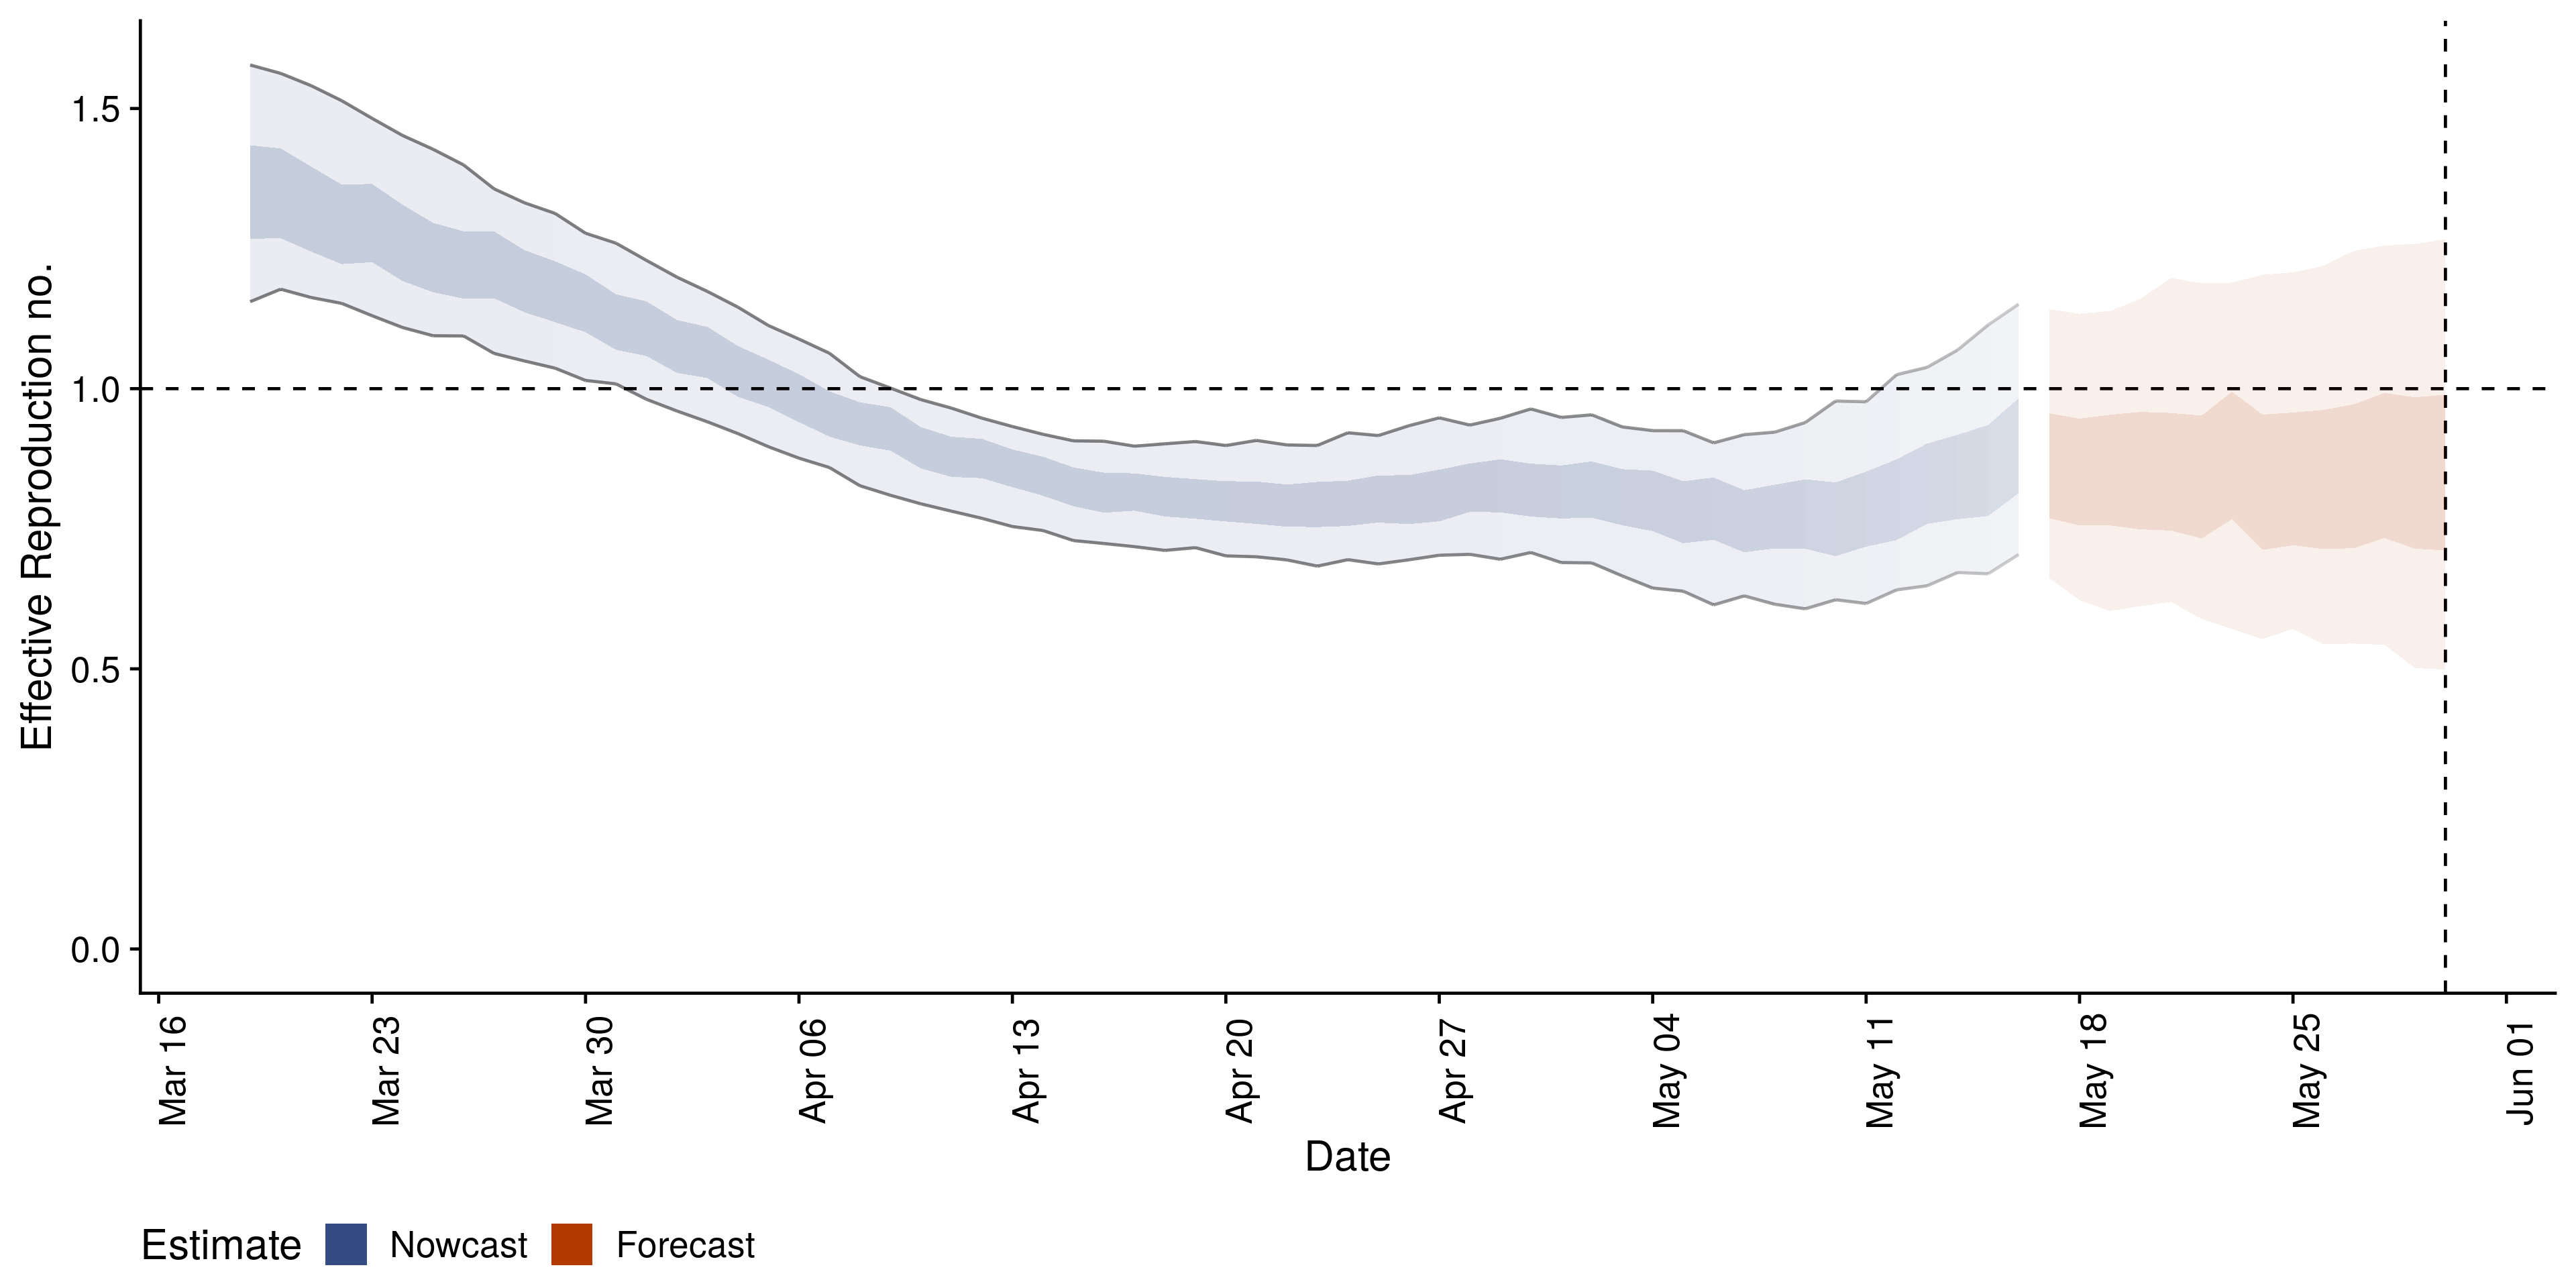 Effective Reproduction no.
1.5
1.0
0.5
0.0
Mar 16
Mar 23
Mar 30
Apr 06
Apr 13
Apr 20
Apr 27
May 04
May 11
May 18
May 25
Jun 01
Date
Estimate Nowcast Forecast